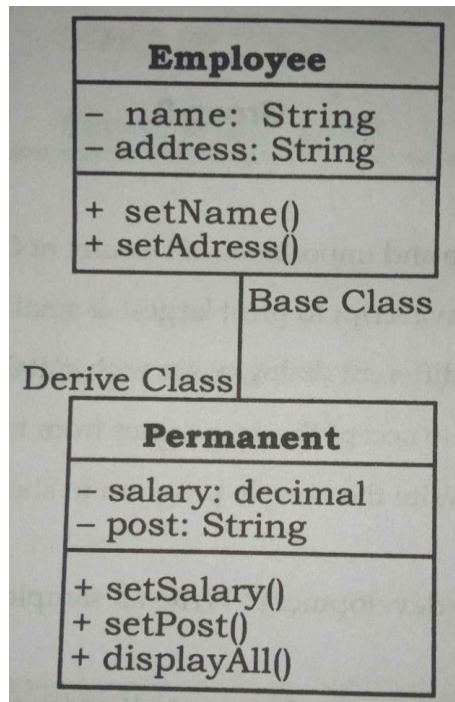 Employee
– name: String
– address: String
+ setName()
+ setAdress()
Base Class
Derive Class
Permanent
– salary: decimal
– post: String
+ setSalary()
+ setPost()
+ displayAll()